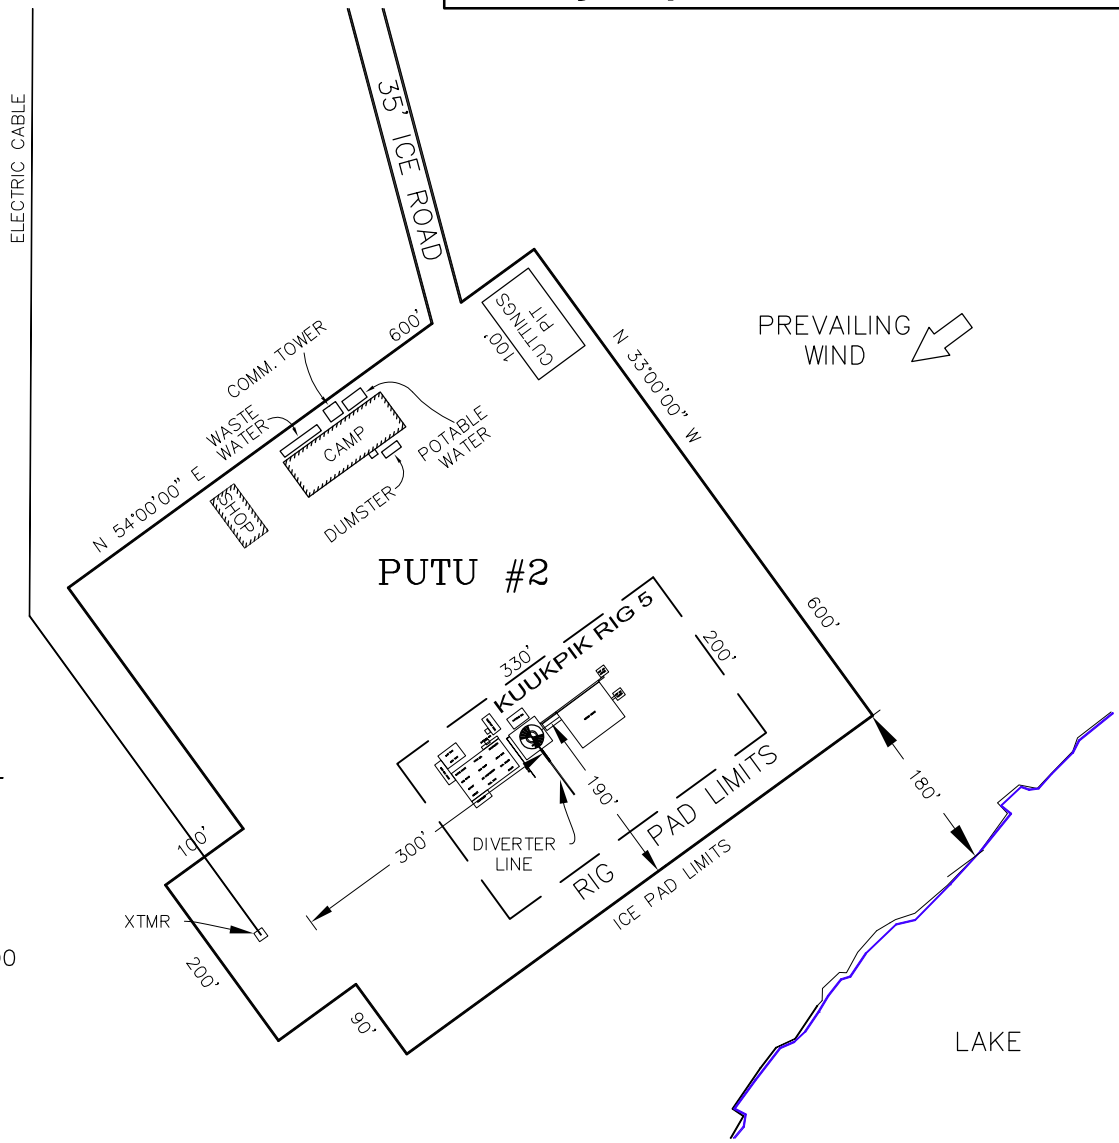 ELECTRIC CABLE
35' ICE ROAD
600'
CUTTINGS
PIT
100'
N 33°00'00" W
PREVAILING
WIND
COMM. TOWER
WASTE
WATER
CAMP
POTABLE
WATER
DUMSTER
SHOP
N 54°00'00" E
PUTU #2
600'
330'
KUUKPIK RIG 5
200'
190'
180'
300'
DIVERTER
LINE
RIG PAD LIMITS
ICE PAD LIMITS
100'
XTMR
200'
90'
LAKE